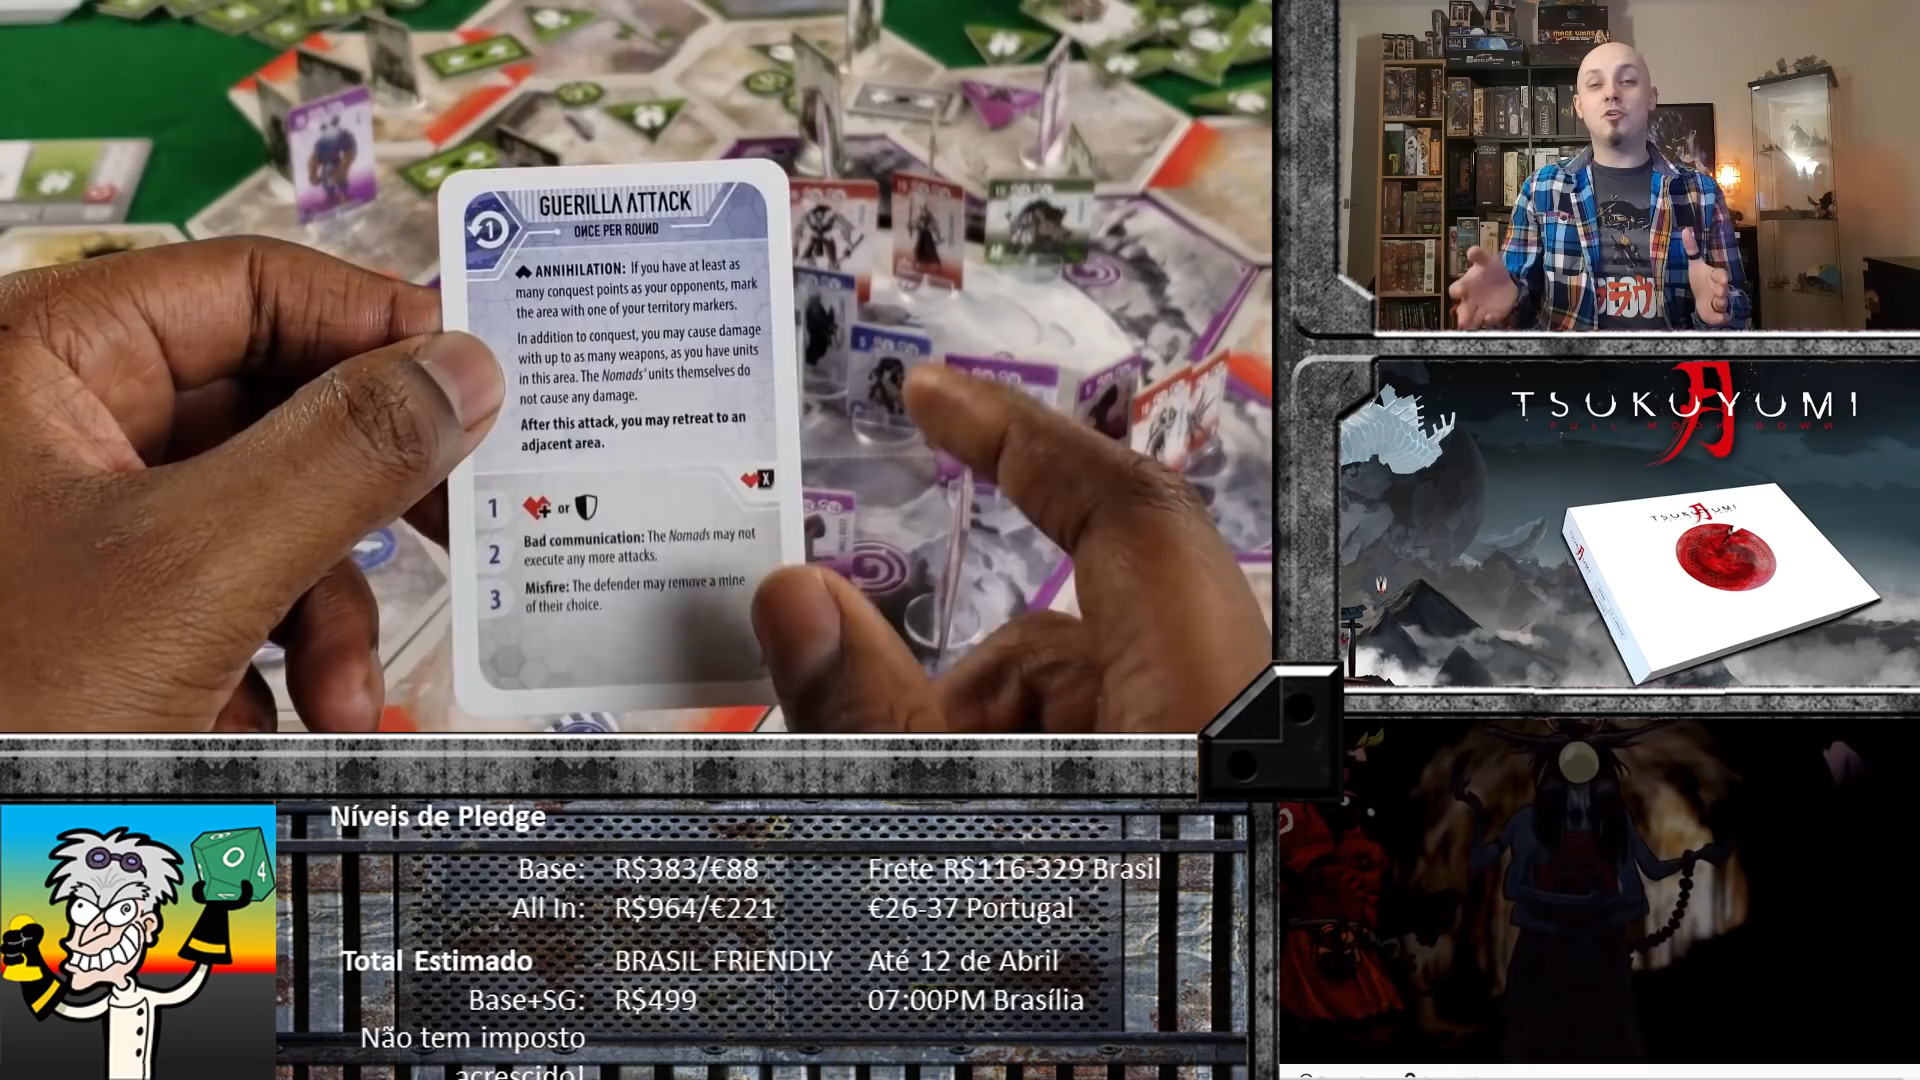 GUERILLA ATTACK
1
ONCE PER ROUND
ANNIHILATION: If you have at least as
many conquest points as your opponents, mark
the area with one of your territory markers.
In addition to conquest, you may cause damage
with up to as many weapons, as you have units
in this area. The Nomads' units themselves do
not cause any damage.
After this attack, you may retreat to an
adjacent area.
X
1 or
2 Bad communication: The Nomads may not
execute any more attacks.
3 Misfire: The defender may remove a mine
of their choice.
MAGE WARS
TSUKUYUMI
FULL MOON DOWN
TSUKUYUMI
Níveis de Pledge
Base: R$383/€88 Frete R$116-329 Brasil
All In: R$964/€221 €26-37 Portugal
Total Estimado BRASIL FRIENDLY Até 12 de Abril
Base+SG: R$499 07:00PM Brasília
Não tem imposto
acrescido!
0
4